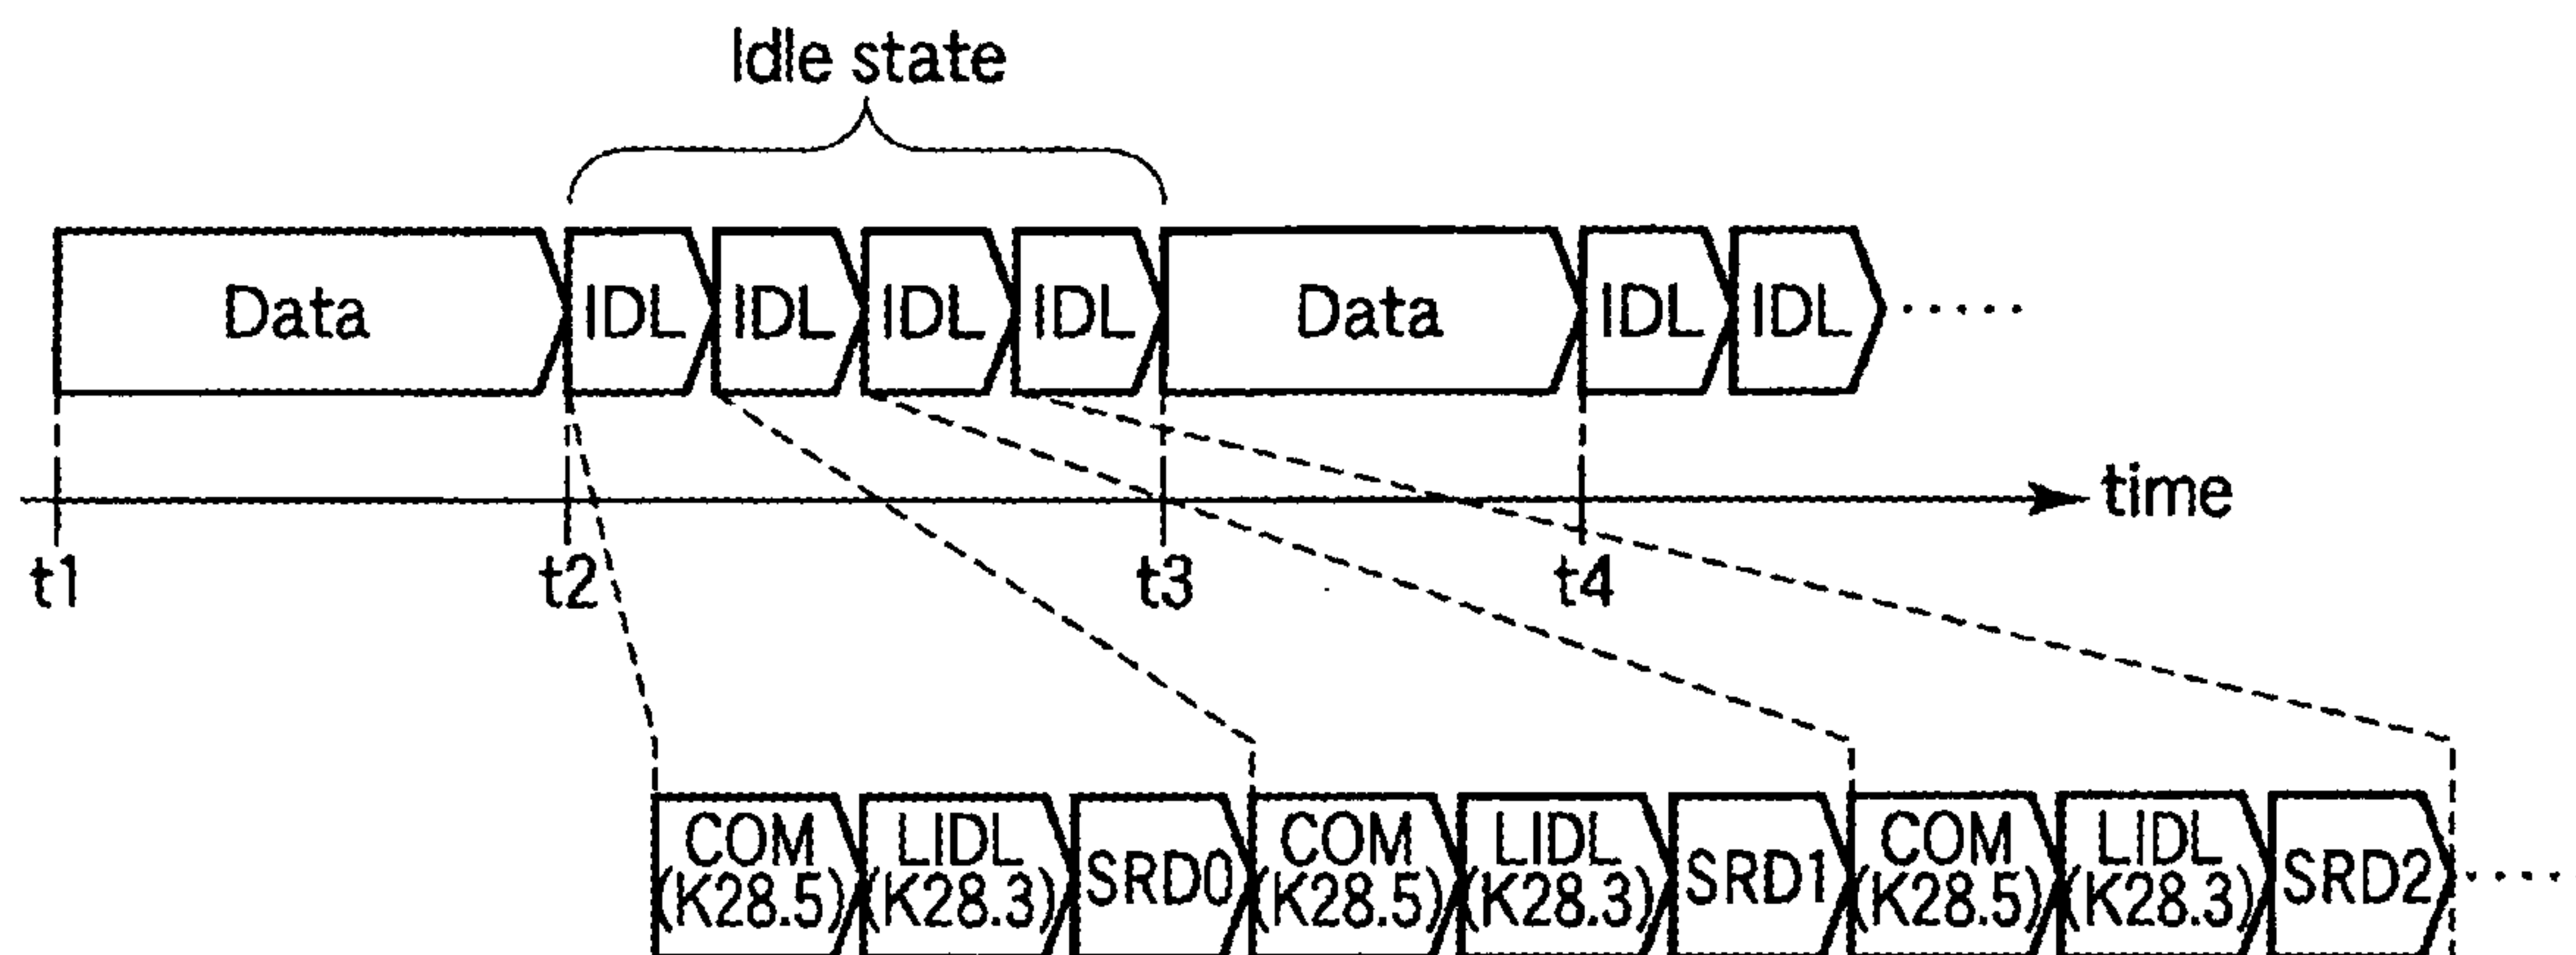 Idle state
Data IDL IDL IDL IDL Data IDL IDL .....
time
t1 t2 t3 t4
COM LIDL COM LIDL COM LIDL
(K28.5) (K28.3) SRD0 (K28.5) (K28.3) SRD1 (K28.5) (K28.3) SRD2 .....